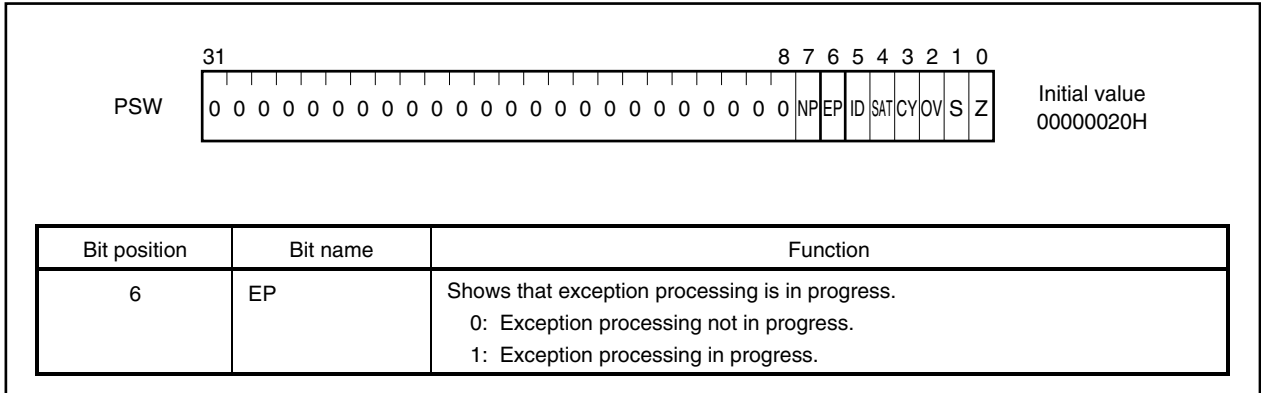 31 8 7 6 5 4 3 2 1 0
PSW 0 0 0 0 0 0 0 0 0 0 0 0 0 0 0 0 0 0 0 0 0 0 0 0 NP EP ID SAT CY OV S Z Initial value
00000020H
Bit position Bit name Function
6 EP Shows that exception processing is in progress.
0: Exception processing not in progress.
1: Exception processing in progress.